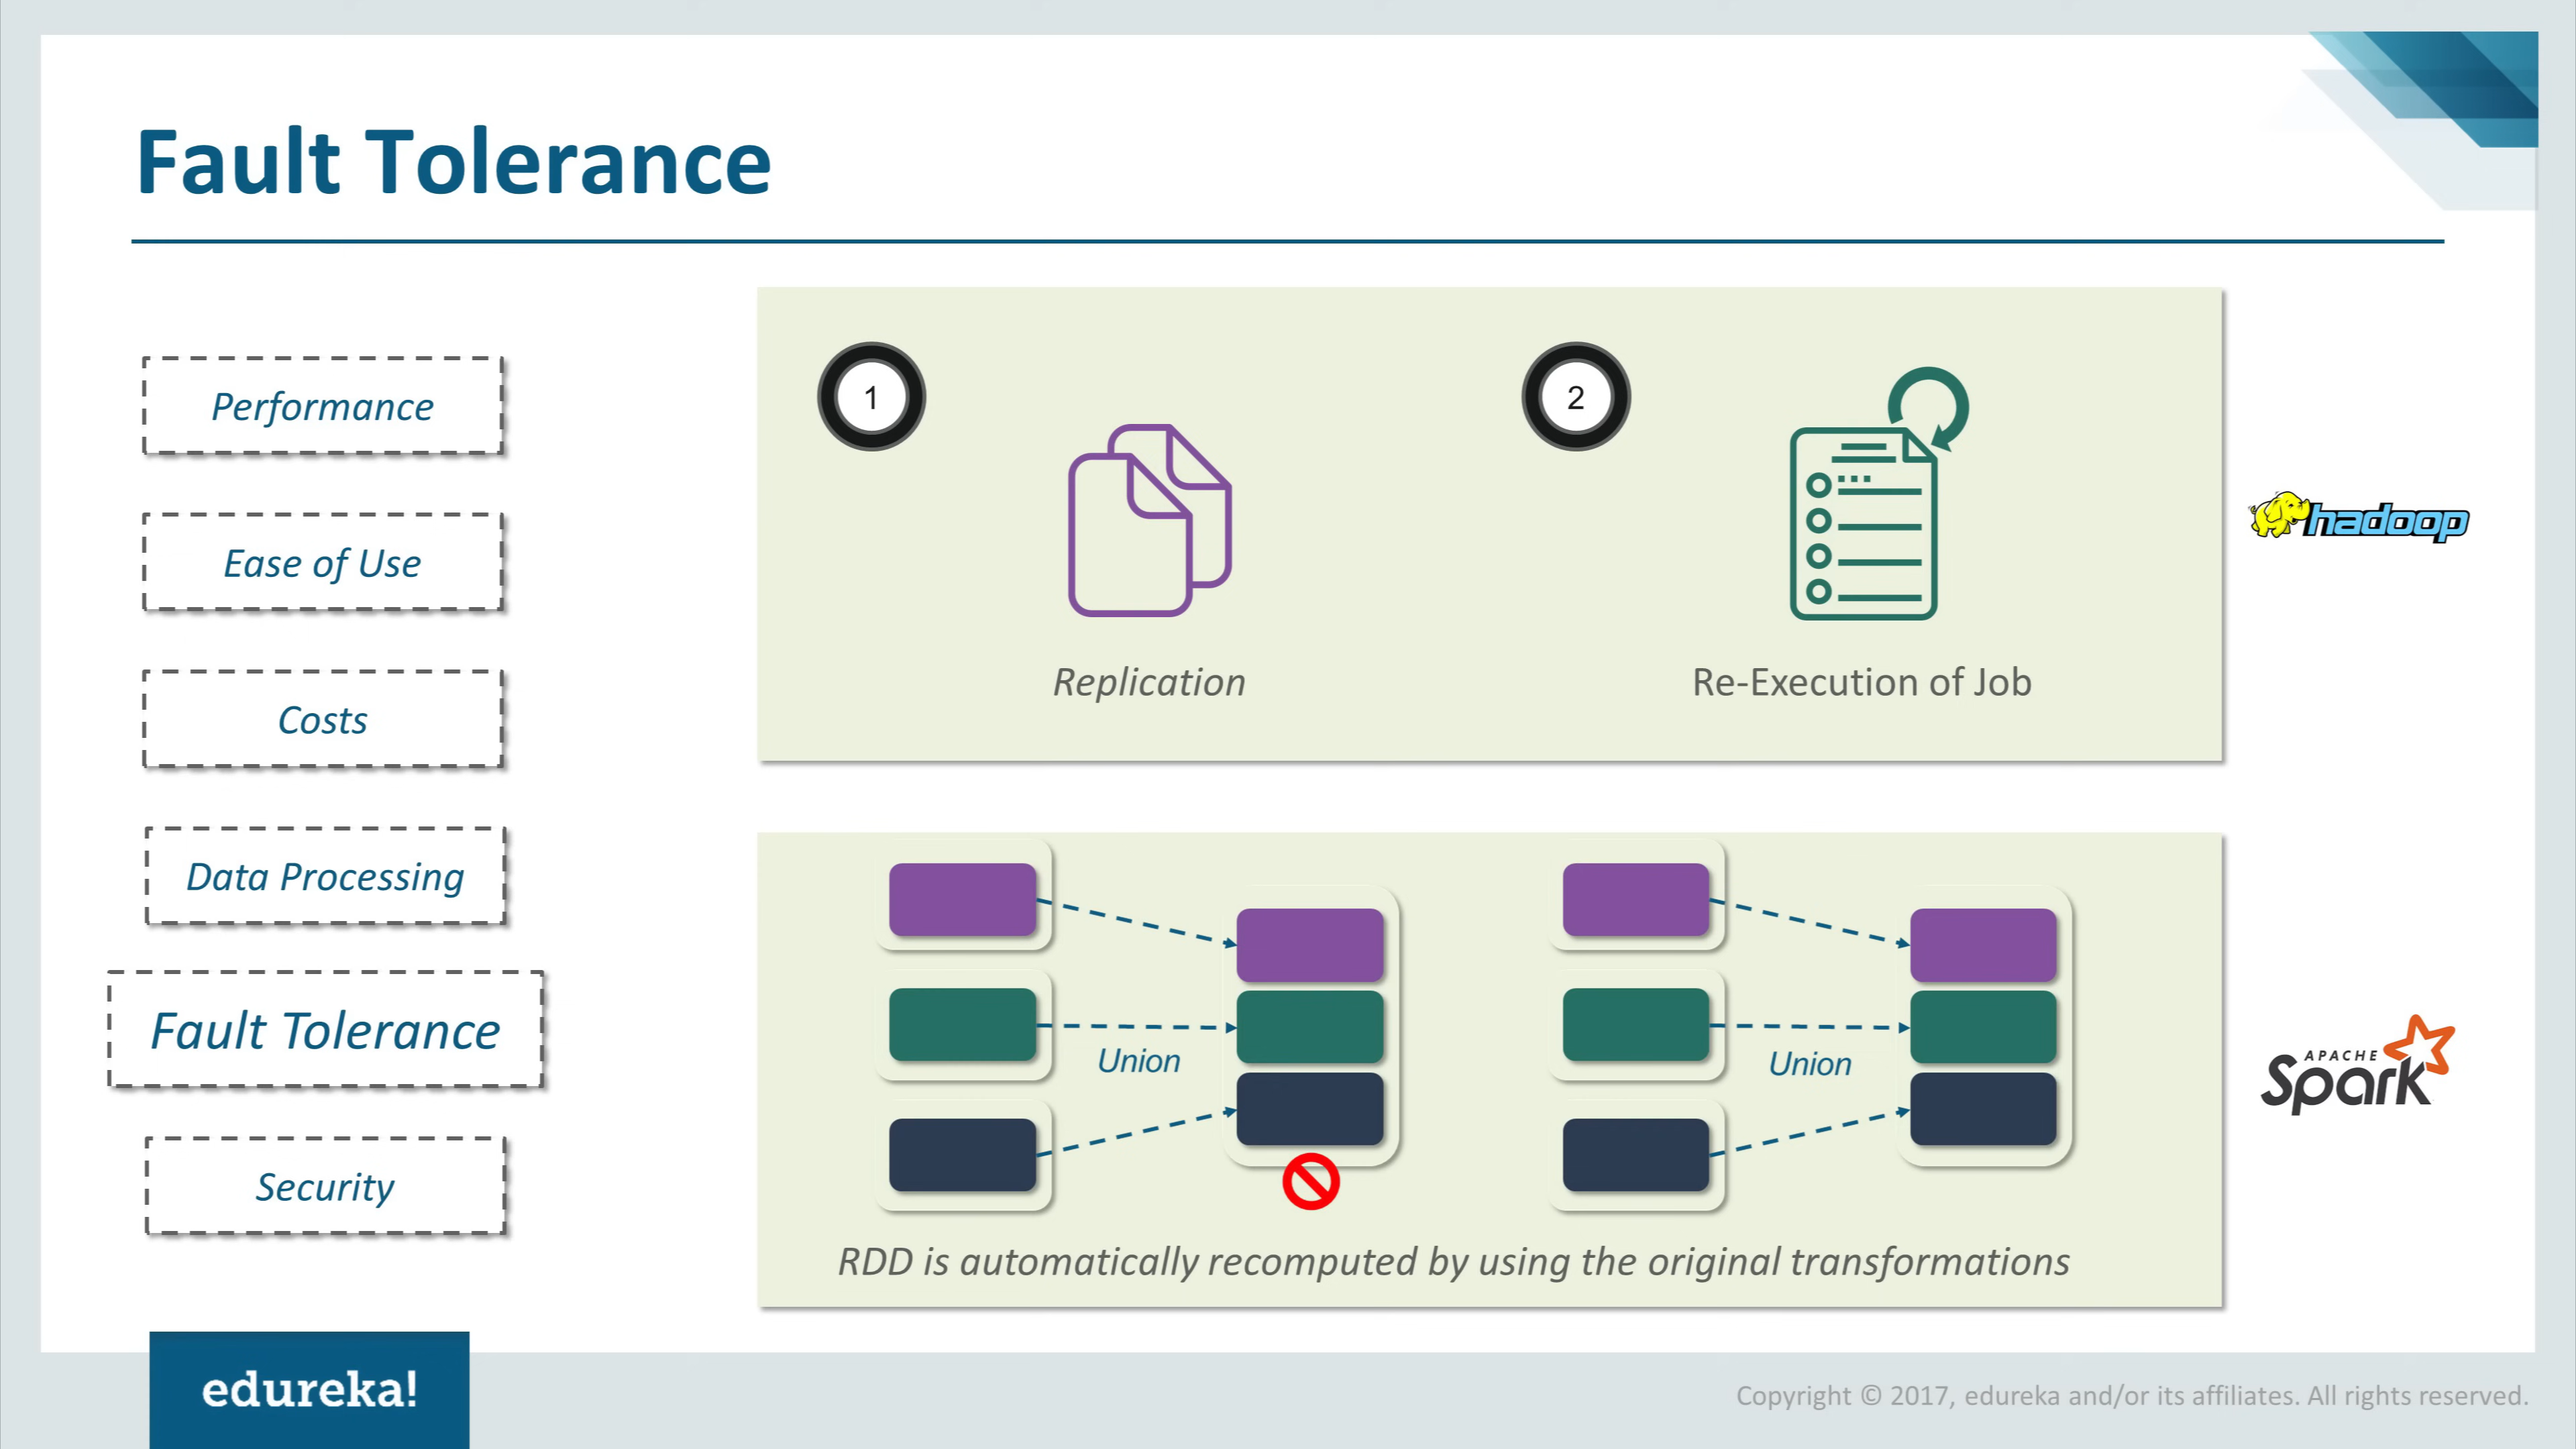 Fault Tolerance
Performance
Ease of Use
Costs
Data Processing
Fault Tolerance
Security
1
2
Replication
Re-Execution of Job
hadoop
Union
Union
RDD is automatically recomputed by using the original transformations
APACHE
Spark
edureka!
Copyright © 2017, edureka and/or its affiliates. All rights reserved.